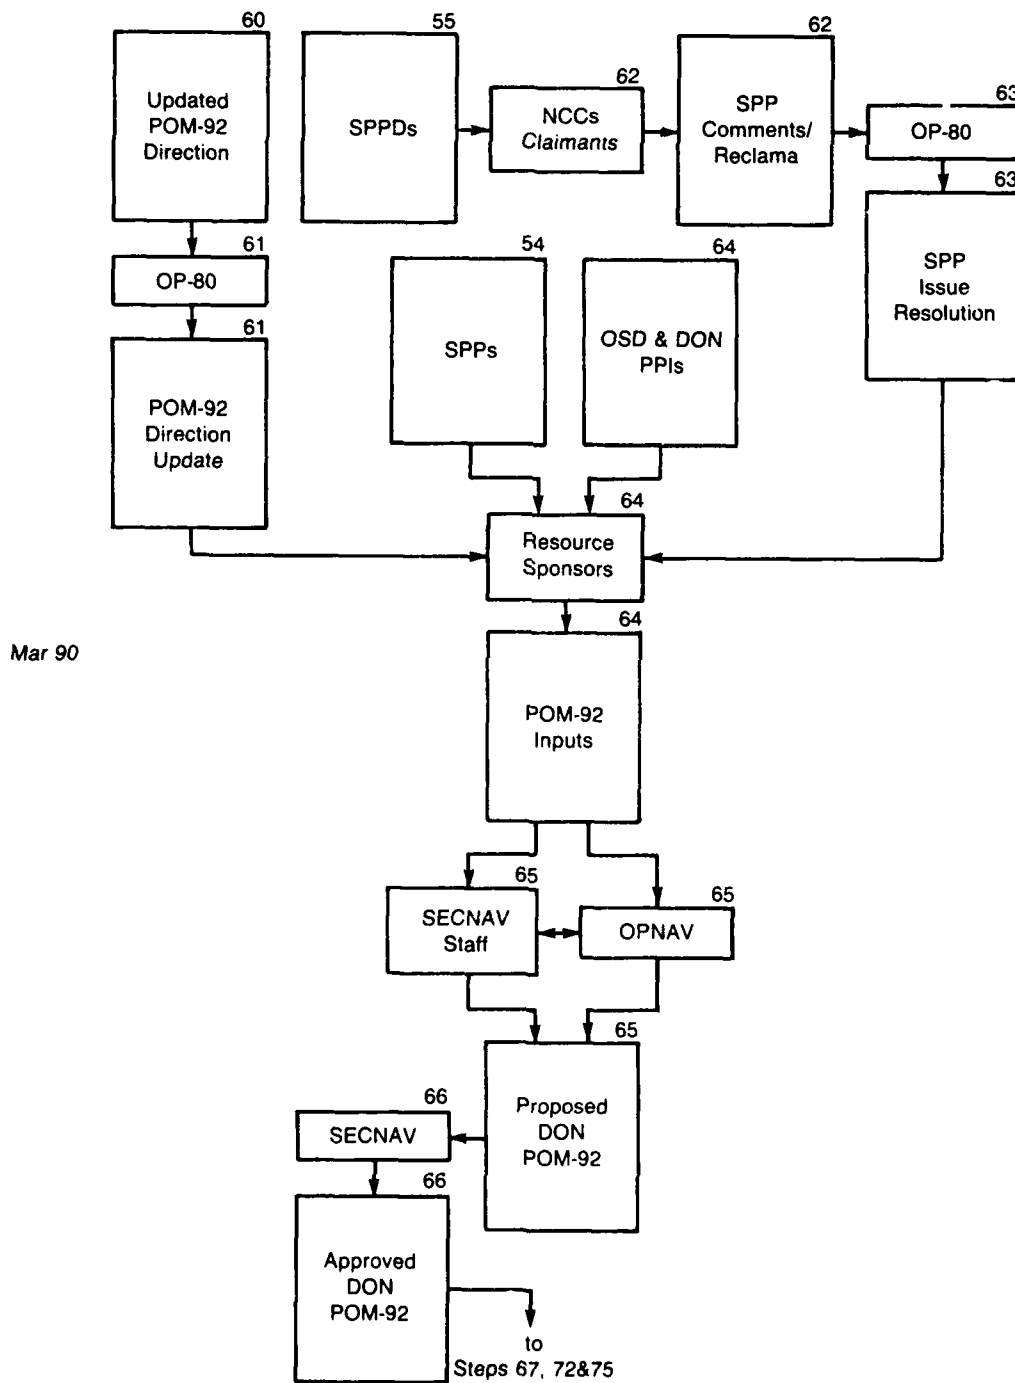 60
Updated
POM-92
Direction
55
SPPDs
62
NCCs
Claimants
62
SPP
Comments/
Reclama
63
OP-80
63
SPP
Issue
Resolution
61
OP-80
61
POM-92
Direction
Update
54
SPPs
64
OSD & DON
PPIs
64
Resource
Sponsors
Mar 90
64
POM-92
Inputs
65
SECNAV
Staff
65
OPNAV
65
Proposed
DON
POM-92
66
SECNAV
66
Approved
DON
POM-92
to
Steps 67, 72&75